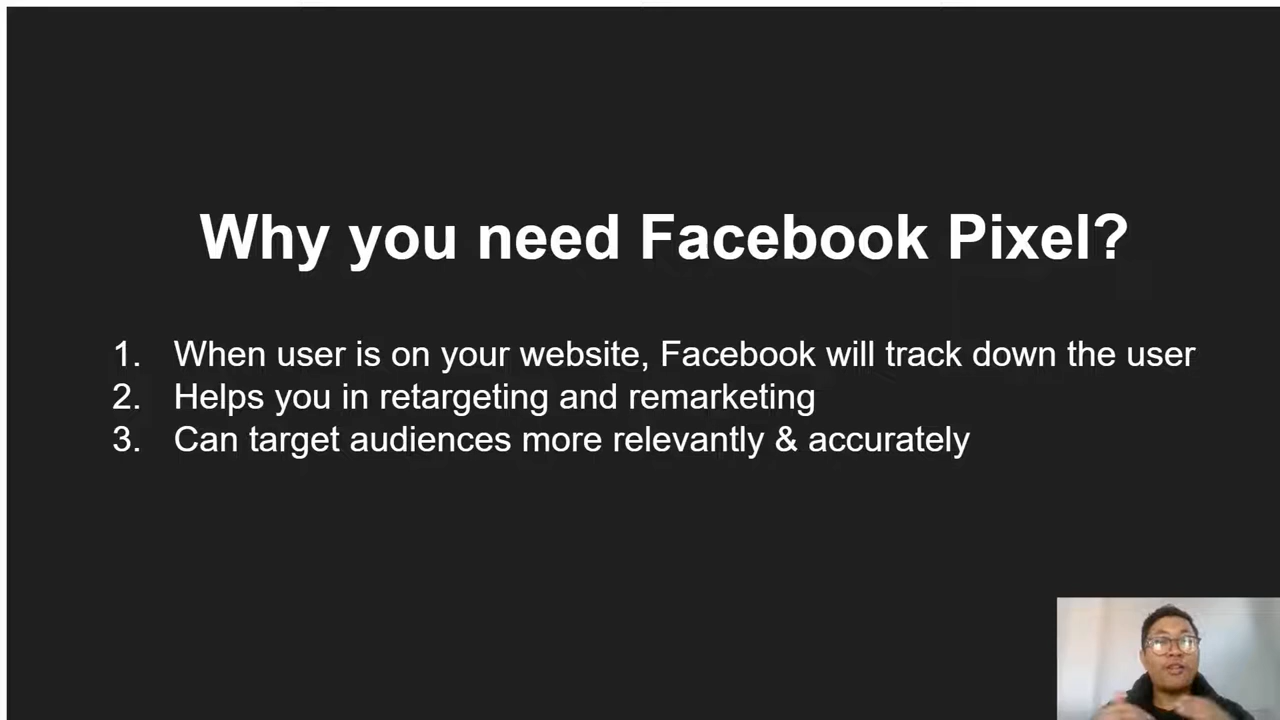 Why you need Facebook Pixel?
1. When user is on your website, Facebook will track down the user
2. Helps you in retargeting and remarketing
3. Can target audiences more relevantly & accurately